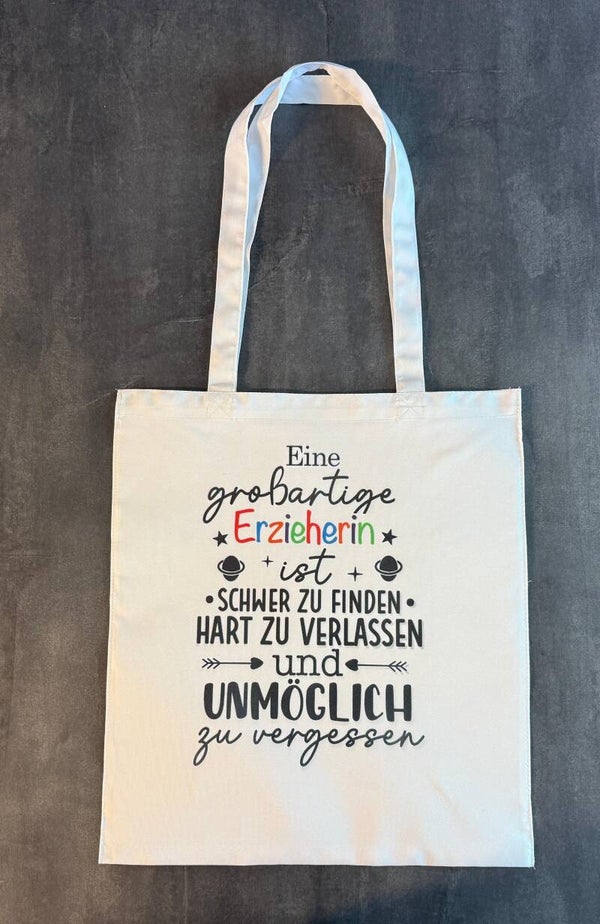 Eine
großartige
Erzieherin
ist
• SCHWER ZU FINDEN •
HART ZU VERLASSEN
und
UNMÖGLICH
zu vergessen